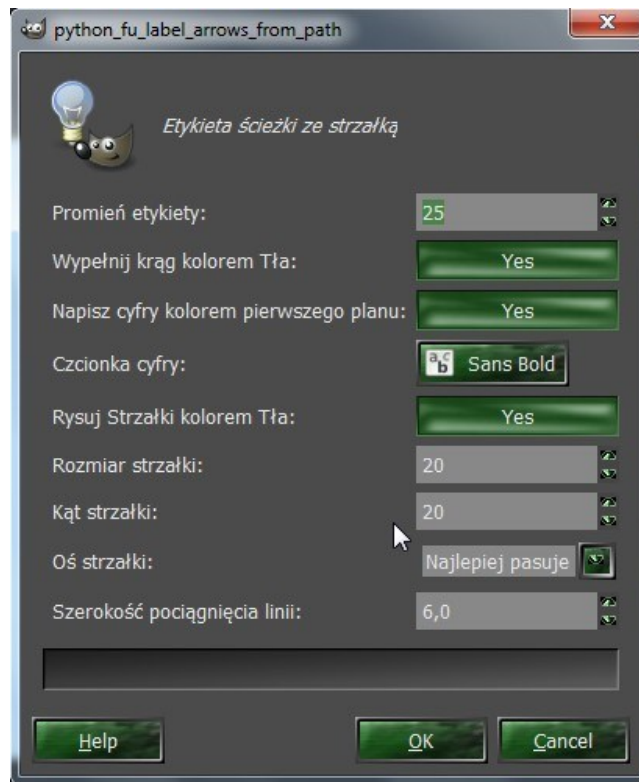 python_fu_label_arrows_from_path
Etykieta ścieżki ze strzałką
Promień etykiety: 25
Wypełnij krąg kolorem Tła: Yes
Napisz cyfry kolorem pierwszego planu: Yes
Czcionka cyfry: Sans Bold
Rysuj Strzałki kolorem Tła: Yes
Rozmiar strzałki: 20
Kąt strzałki: 20
Oś strzałki: Najlepiej pasuje
Szerokość pociągnięcia linii: 6,0
Help OK Cancel